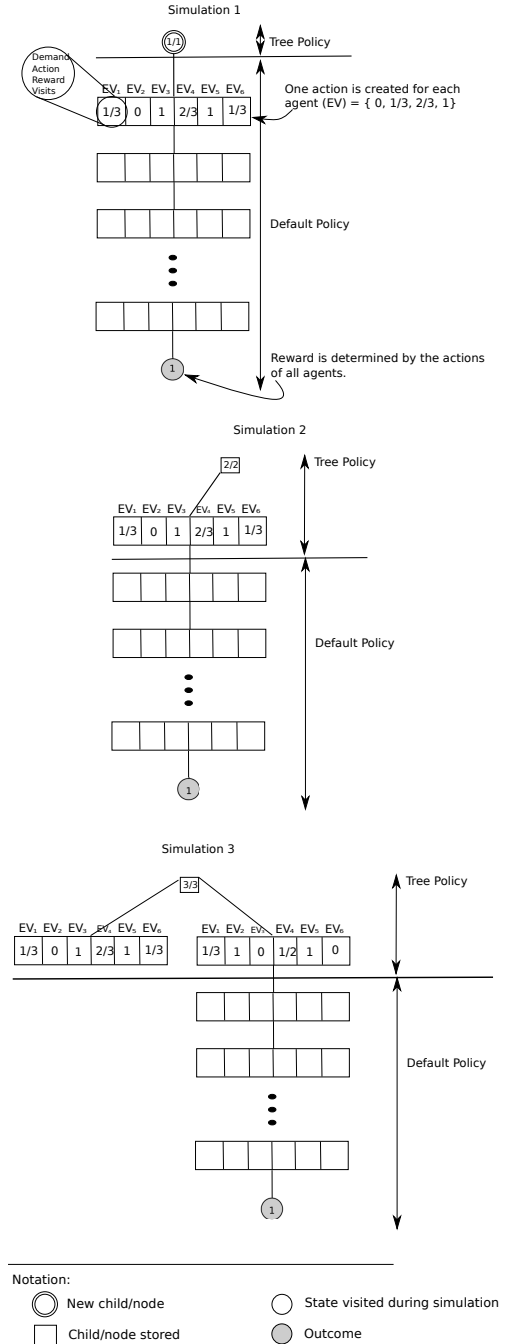 Simulation 1
1/1
Tree Policy
Demand
Action
Reward
Visits
EV₁ EV₂ EV₃ EV₄ EV₅ EV₆
1/3 0 1 2/3 1 1/3
One action is created for each
agent (EV) = { 0, 1/3, 2/3, 1}
Default Policy
Reward is determined by the actions
of all agents.
1
Simulation 2
2/2
Tree Policy
EV₁ EV₂ EV₃ EV₄ EV₅ EV₆
1/3 0 1 2/3 1 1/3
Default Policy
1
Simulation 3
3/3
Tree Policy
EV₁ EV₂ EV₃ EV₄ EV₅ EV₆
1/3 0 1 2/3 1 1/3
EV₁ EV₂ EV₃ EV₄ EV₅ EV₆
1/3 1 0 1/2 1 0
Default Policy
1
Notation:
New child/node
State visited during simulation
Child/node stored
Outcome